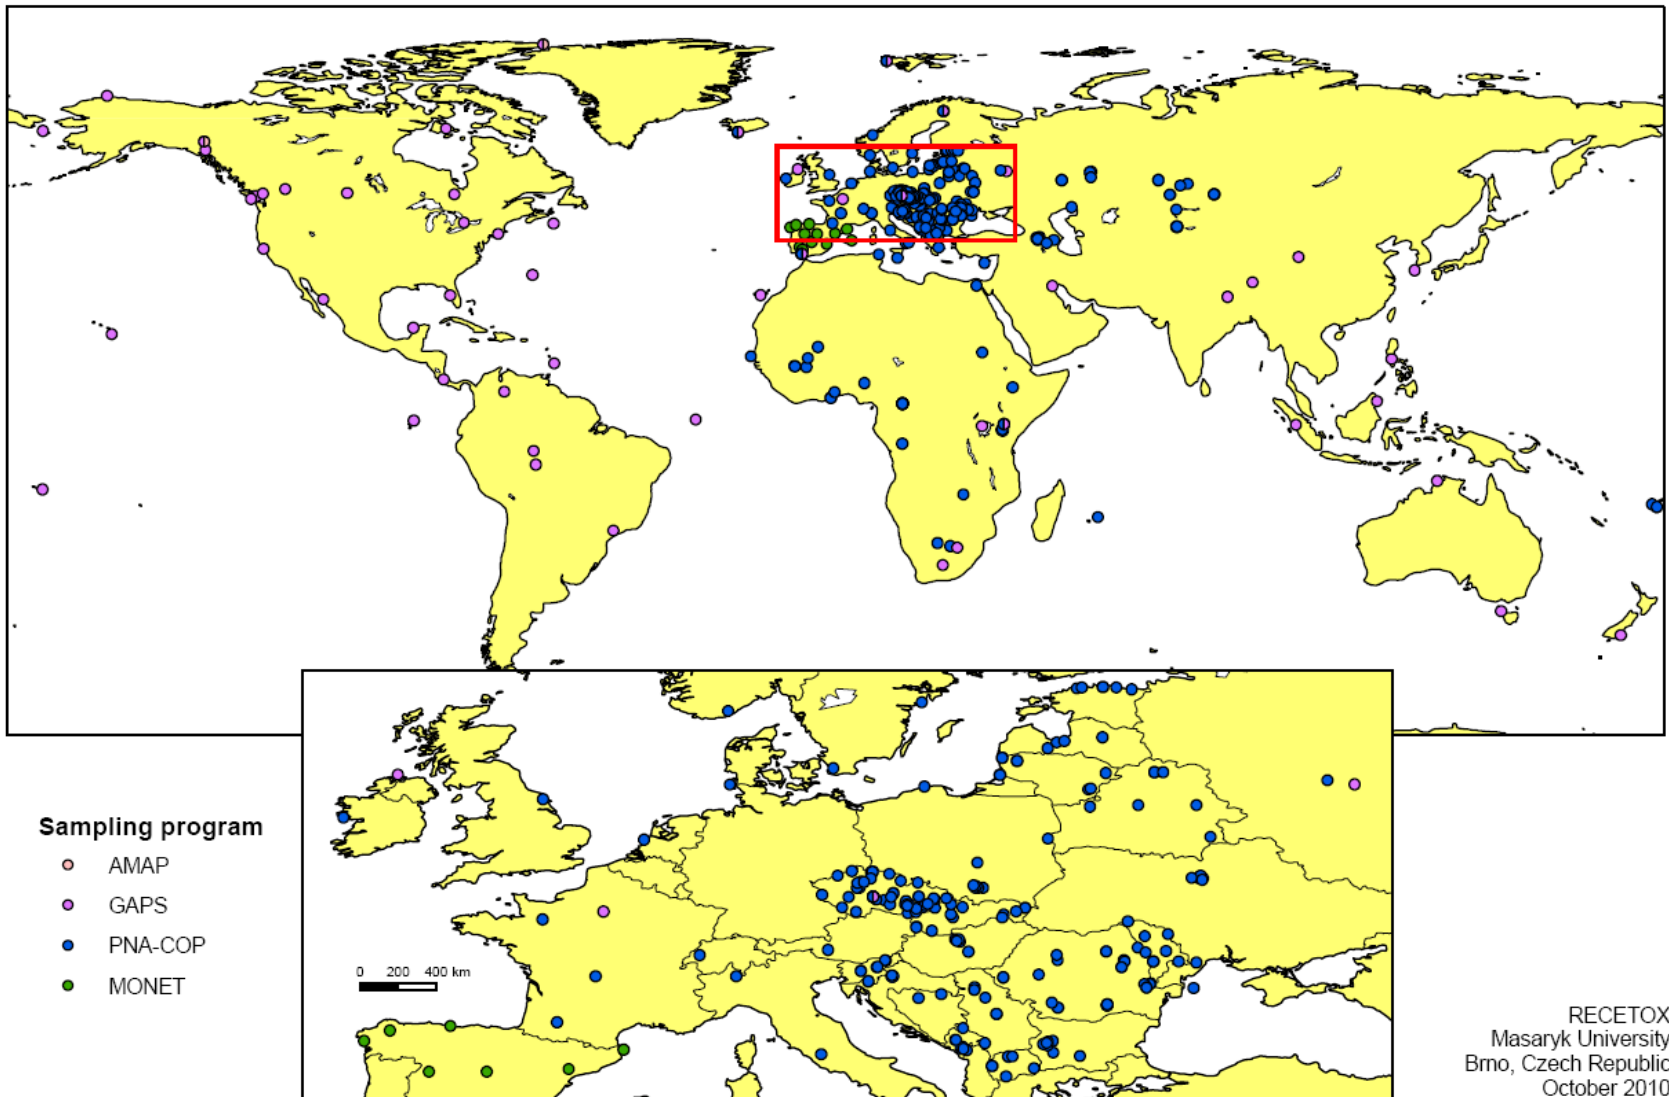 Sampling program
AMAP
GAPS
PNA-COP
MONET
0 200 400 km
RECETOX
Masaryk University
Brno, Czech Republic
October 2010